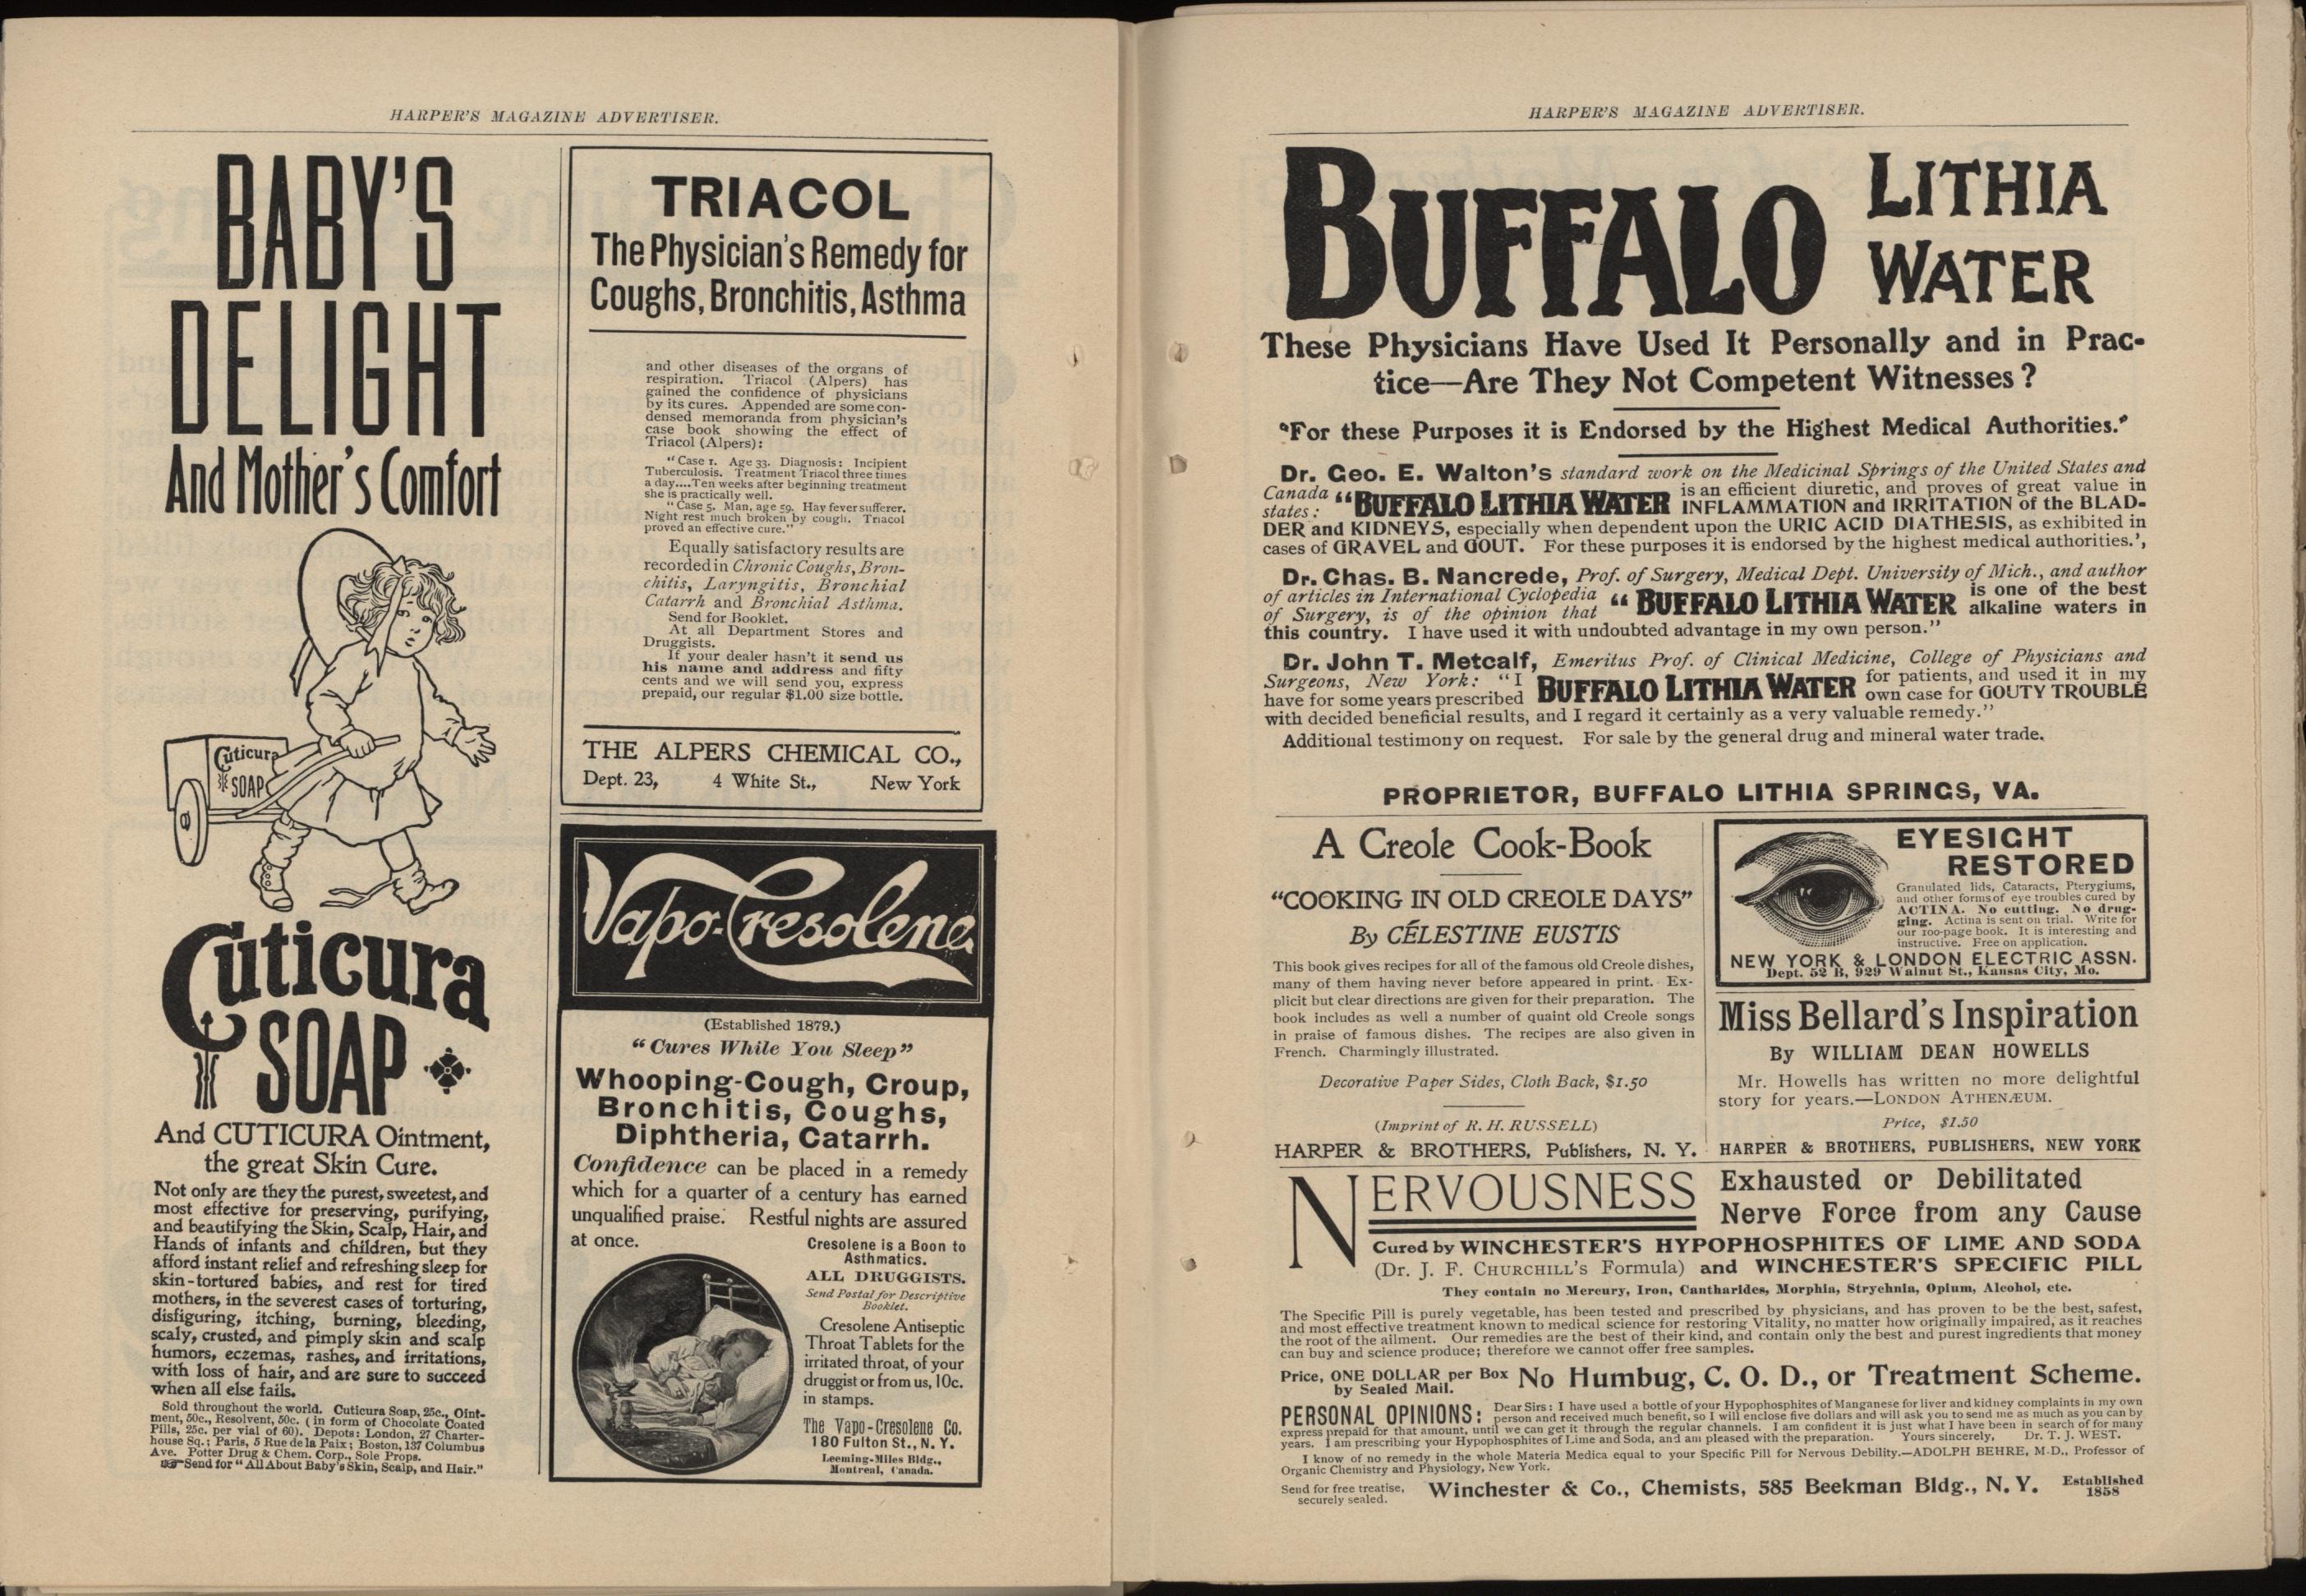 HARPER'S MAGAZINE ADVERTISER.
BABY'S
DELIGHT
And Mother's Comfort
Cuticura
SOAP
Cuticura
SOAP
And CUTICURA Ointment,
the great Skin Cure.
Not only are they the purest, sweetest, and
most effective for preserving, purifying,
and beautifying the Skin, Scalp, Hair, and
Hands of infants and children, but they
afford instant relief and refreshing sleep for
skin-tortured babies, and rest for tired
mothers, in the severest cases of torturing,
disfiguring, itching, burning, bleeding,
scaly, crusted, and pimply skin and scalp
humors, eczemas, rashes, and irritations,
with loss of hair, and are sure to succeed
when all else fails.
Sold throughout the world. Cuticura Soap, 25c., Oint-
ment, 50c., Resolvent, 50c. (in form of Chocolate Coated
Pills, 25c. per vial of 60). Depots: London, 27 Charter-
house Sq.; Paris, 5 Rue de la Paix; Boston, 137 Columbus
Ave. Potter Drug & Chem. Corp., Sole Props.
☞Send for "All About Baby's Skin, Scalp, and Hair."
TRIACOL
The Physician's Remedy for
Coughs, Bronchitis, Asthma
and other diseases of the organs of
respiration. Triacol (Alpers) has
gained the confidence of physicians
by its cures. Appended are some con-
densed memoranda from physician's
case book showing the effect of
Triacol (Alpers):
"Case 1. Age 33. Diagnosis: Incipient
Tuberculosis. Treatment Triacol three times
a day....Ten weeks after beginning treatment
she is practically well.
"Case 5. Man, age 59. Hay fever sufferer.
Night rest much broken by cough. Triacol
proved an effective cure."
Equally satisfactory results are
recorded in Chronic Coughs, Bron-
chitis, Laryngitis, Bronchial
Catarrh and Bronchial Asthma.
Send for Booklet.
At all Department Stores and
Druggists.
If your dealer hasn't it send us
his name and address and fifty
cents and we will send you, express
prepaid, our regular $1.00 size bottle.
THE ALPERS CHEMICAL CO.,
Dept. 23, 4 White St., New York
Vapo-Cresolene
(Established 1879.)
"Cures While You Sleep"
Whooping-Cough, Croup,
Bronchitis, Coughs,
Diphtheria, Catarrh.
Confidence can be placed in a remedy
which for a quarter of a century has earned
unqualified praise. Restful nights are assured
at once.
Cresolene is a Boon to
Asthmatics.
ALL DRUGGISTS.
Send Postal for Descriptive
Booklet.
Cresolene Antiseptic
Throat Tablets for the
irritated throat, of your
druggist or from us, 10c.
in stamps.
The Vapo-Cresolene Co.
180 Fulton St., N. Y.
Leeming-Miles Bldg.,
Montreal, Canada.
HARPER'S MAGAZINE ADVERTISER.
BUFFALO LITHIA
WATER
These Physicians Have Used It Personally and in Prac-
tice—Are They Not Competent Witnesses?
"For these Purposes it is Endorsed by the Highest Medical Authorities."
Dr. Geo. E. Walton's standard work on the Medicinal Springs of the United States and
Canada states: "BUFFALO LITHIA WATER is an efficient diuretic, and proves of great value in
INFLAMMATION and IRRITATION of the BLAD-
DER and KIDNEYS, especially when dependent upon the URIC ACID DIATHESIS, as exhibited in
cases of GRAVEL and GOUT. For these purposes it is endorsed by the highest medical authorities.',
Dr. Chas. B. Nancrede, Prof. of Surgery, Medical Dept. University of Mich., and author
of articles in International Cyclopedia
of Surgery, is of the opinion that "BUFFALO LITHIA WATER is one of the best
alkaline waters in
this country. I have used it with undoubted advantage in my own person."
Dr. John T. Metcalf, Emeritus Prof. of Clinical Medicine, College of Physicians and
Surgeons, New York: "I
have for some years prescribed BUFFALO LITHIA WATER for patients, and used it in my
own case for GOUTY TROUBLE
with decided beneficial results, and I regard it certainly as a very valuable remedy."
Additional testimony on request. For sale by the general drug and mineral water trade.
PROPRIETOR, BUFFALO LITHIA SPRINGS, VA.
A Creole Cook-Book
"COOKING IN OLD CREOLE DAYS"
By CÉLESTINE EUSTIS
This book gives recipes for all of the famous old Creole dishes,
many of them having never before appeared in print. Ex-
plicit but clear directions are given for their preparation. The
book includes as well a number of quaint old Creole songs
in praise of famous dishes. The recipes are also given in
French. Charmingly illustrated.
Decorative Paper Sides, Cloth Back, $1.50
(Imprint of R. H. RUSSELL)
HARPER & BROTHERS, Publishers, N. Y.
EYESIGHT
RESTORED
Granulated lids, Cataracts, Pterygiums,
and other forms of eye troubles cured by
ACTINA. No cutting. No drug-
ging. Actina is sent on trial. Write for
our 100-page book. It is interesting and
instructive. Free on application.
NEW YORK & LONDON ELECTRIC ASSN.
Dept. 52 B, 929 Walnut St., Kansas City, Mo.
Miss Bellard's Inspiration
By WILLIAM DEAN HOWELLS
Mr. Howells has written no more delightful
story for years.—LONDON ATHENÆUM.
Price, $1.50
HARPER & BROTHERS, PUBLISHERS, NEW YORK
NERVOUSNESS Exhausted or Debilitated
Nerve Force from any Cause
Cured by WINCHESTER'S HYPOPHOSPHITES OF LIME AND SODA
(Dr. J. F. CHURCHILL'S Formula) and WINCHESTER'S SPECIFIC PILL
They contain no Mercury, Iron, Cantharides, Morphia, Strychnia, Opium, Alcohol, etc.
The Specific Pill is purely vegetable, has been tested and prescribed by physicians, and has proven to be the best, safest,
and most effective treatment known to medical science for restoring Vitality, no matter how originally impaired, as it reaches
the root of the ailment. Our remedies are the best of their kind, and contain only the best and purest ingredients that money
can buy and science produce; therefore we cannot offer free samples.
Price, ONE DOLLAR per Box
by Sealed Mail. No Humbug, C. O. D., or Treatment Scheme.
PERSONAL OPINIONS: Dear Sirs: I have used a bottle of your Hypophosphites of Manganese for liver and kidney complaints in my own
person and received much benefit, so I will enclose five dollars and will ask you to send me as much as you can by
express prepaid for that amount, until we can get it through the regular channels. I am confident it is just what I have been in search of for many
years. I am prescribing your Hypophosphites of Lime and Soda, and am pleased with the preparation. Yours sincerely, Dr. T. J. WEST.
I know of no remedy in the whole Materia Medica equal to your Specific Pill for Nervous Debility.—ADOLPH BEHRE, M.D., Professor of
Organic Chemistry and Physiology, New York.
Send for free treatise,
securely sealed. Winchester & Co., Chemists, 585 Beekman Bldg., N. Y. Established
1858